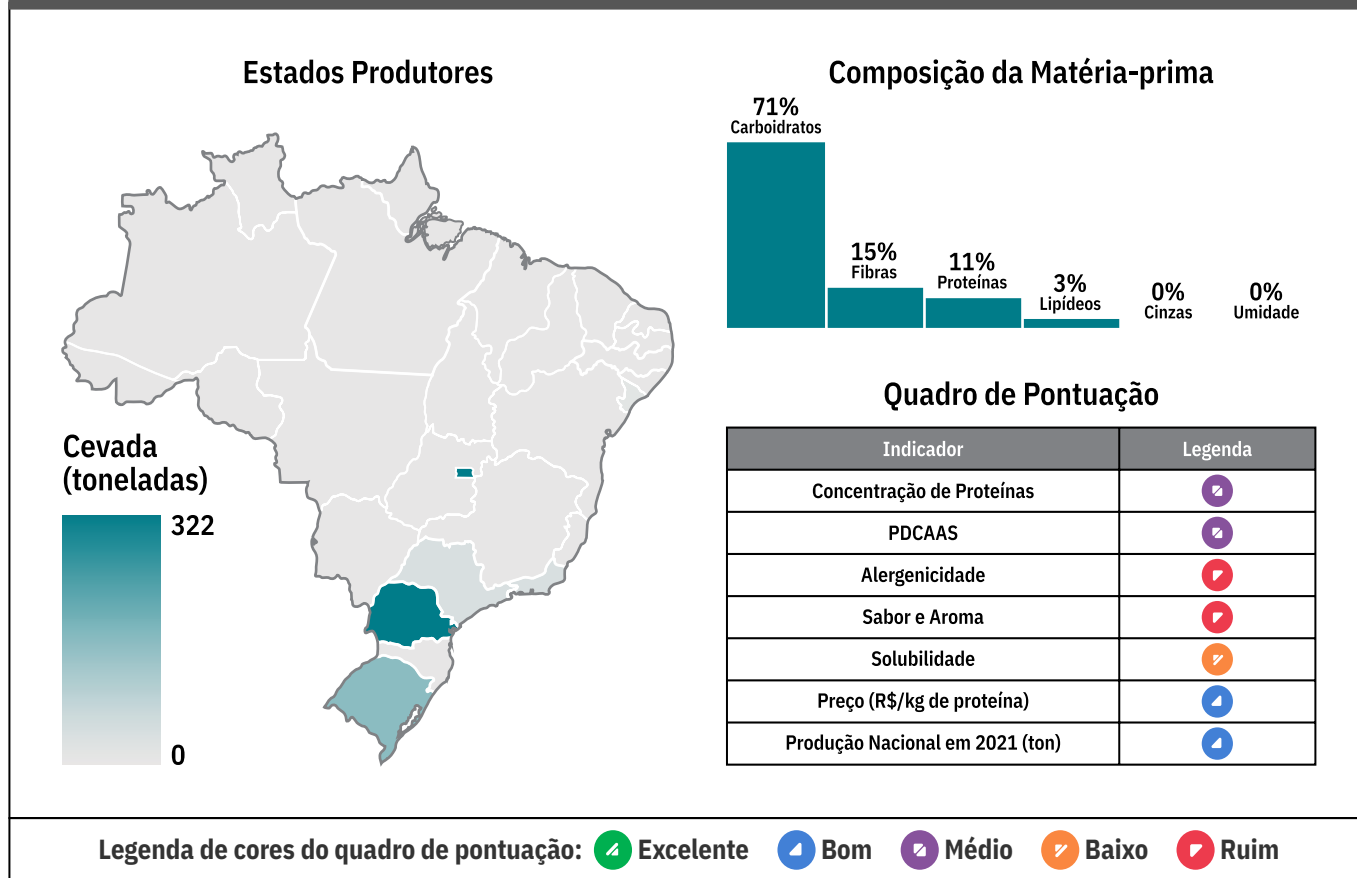 Estados Produtores
Cevada
(toneladas)
322
0
Composição da Matéria-prima
71%
Carboidratos
15%
Fibras
11%
Proteínas
3%
Lipídeos
0%
Cinzas
0%
Umidade
Quadro de Pontuação
Indicador Legenda
Concentração de Proteínas
PDCAAS
Alergenicidade
Sabor e Aroma
Solubilidade
Preço (R$/kg de proteína)
Produção Nacional em 2021 (ton)
Legenda de cores do quadro de pontuação: Excelente Bom Médio Baixo Ruim